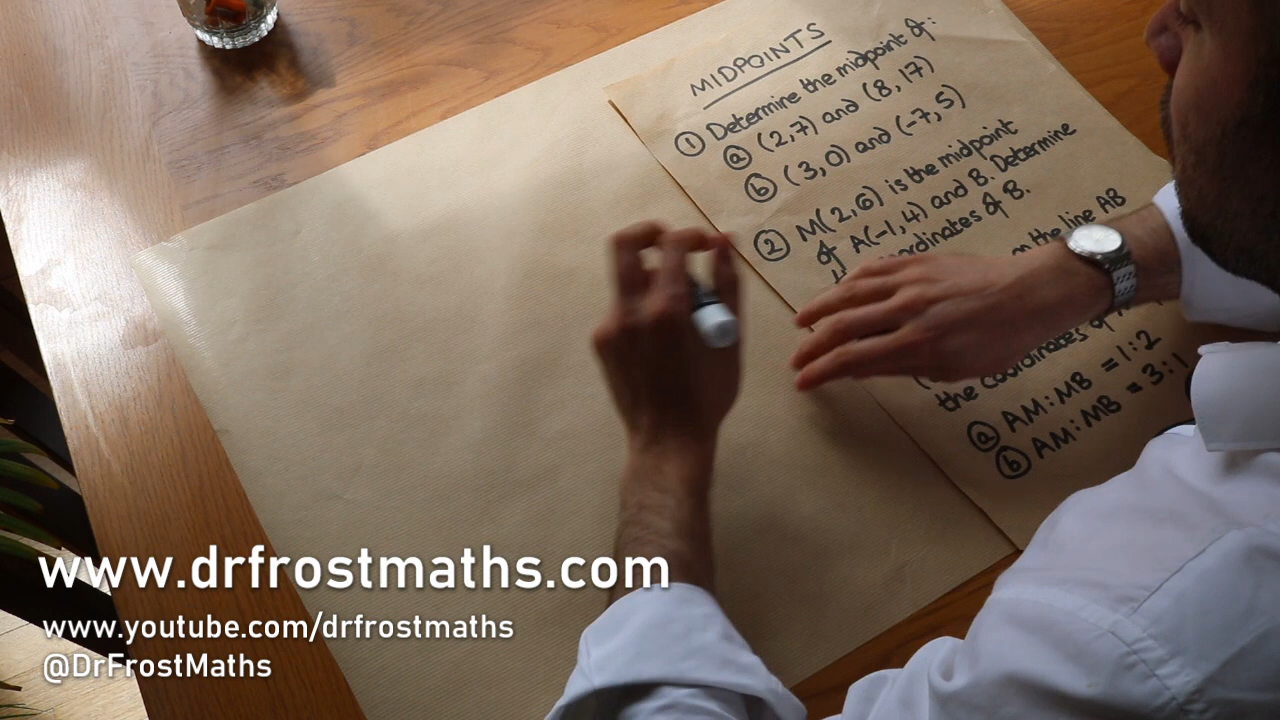 MIDPOINTS
① Determine the midpoint of:
ⓐ (2,7) and (8,17)
ⓑ (3,0) and (-7,5)
② M(2,6) is the midpoint
of A(-1,4) and B. Determine
coordinates of B.
on the line AB
the coordinates of
ⓐ AM:MB = 1:2
ⓑ AM:MB = 3:1
www.drfrostmaths.com
www.youtube.com/drfrostmaths
@DrFrostMaths